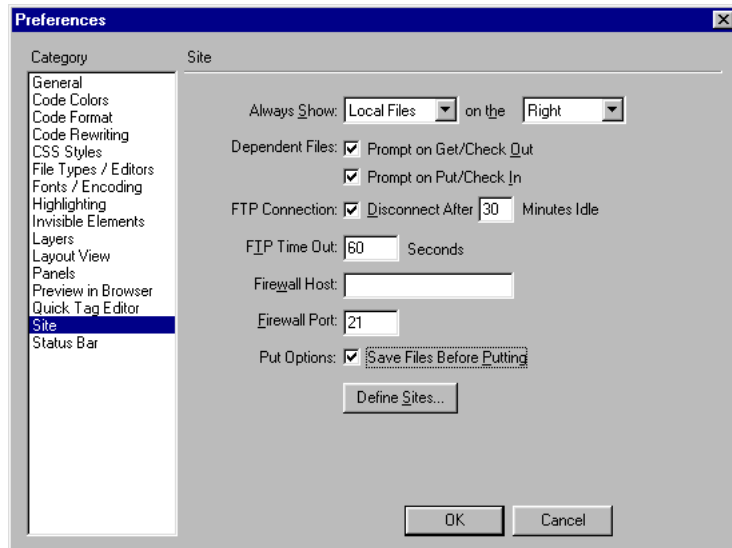 Preferences
Category
Site
General
Code Colors
Code Format
Code Rewriting
CSS Styles
File Types / Editors
Fonts / Encoding
Highlighting
Invisible Elements
Layers
Layout View
Panels
Preview in Browser
Quick Tag Editor
Site
Status Bar
Always Show: Local Files on the Right
Dependent Files: Prompt on Get/Check Out
Prompt on Put/Check In
FTP Connection: Disconnect After 30 Minutes Idle
FTP Time Out: 60 Seconds
Firewall Host:
Firewall Port: 21
Put Options: Save Files Before Putting
Define Sites...
OK Cancel